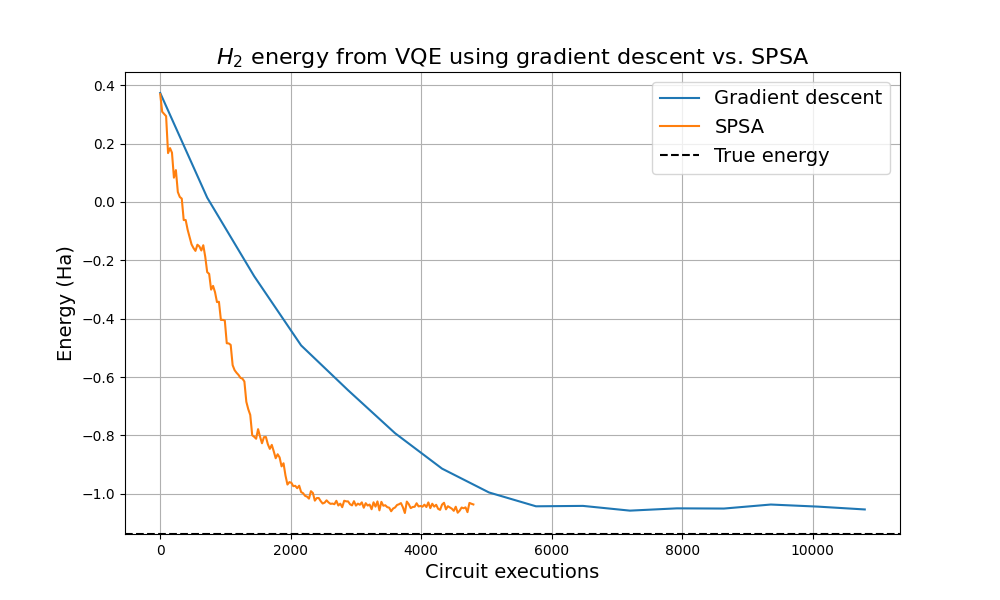 H₂ energy from VQE using gradient descent vs. SPSA
Gradient descent
SPSA
True energy
Energy (Ha)
0.4
0.2
0.0
−0.2
−0.4
−0.6
−0.8
−1.0
0 2000 4000 6000 8000 10000
Circuit executions